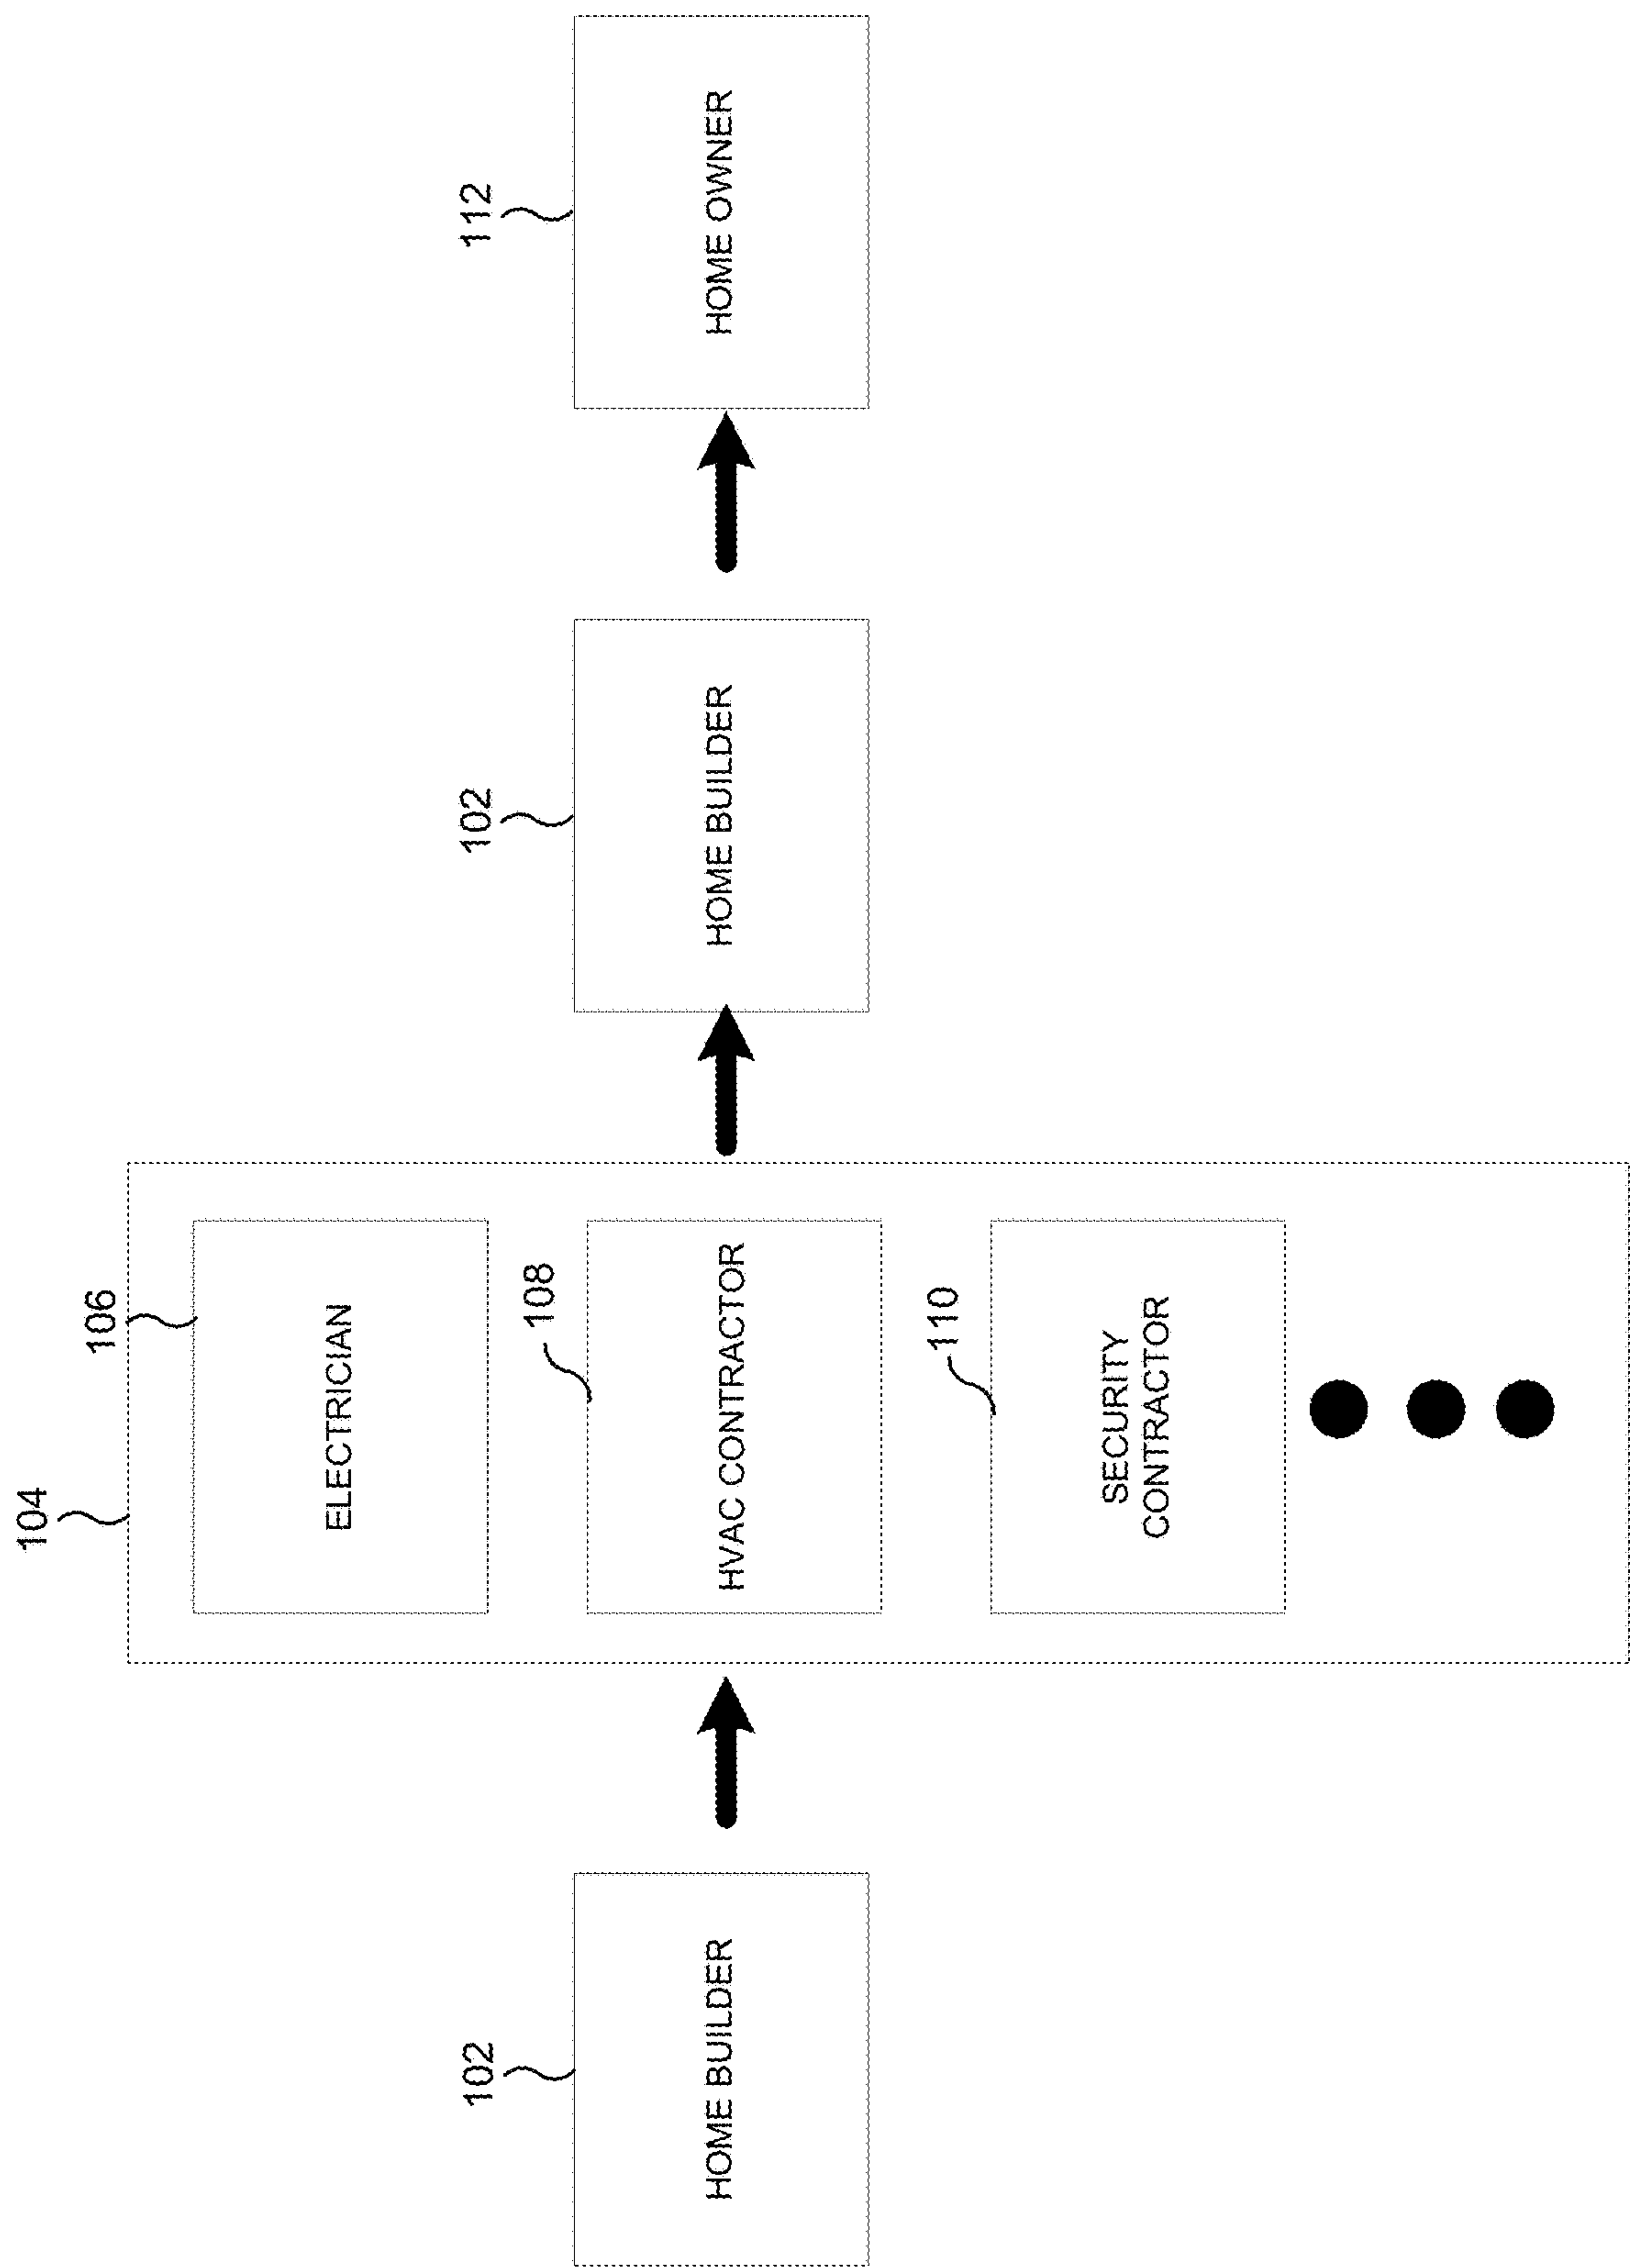 104
106
ELECTRICIAN
102
HOME BUILDER
108
HVAC CONTRACTOR
102
HOME BUILDER
112
HOME OWNER
110
SECURITY
CONTRACTOR